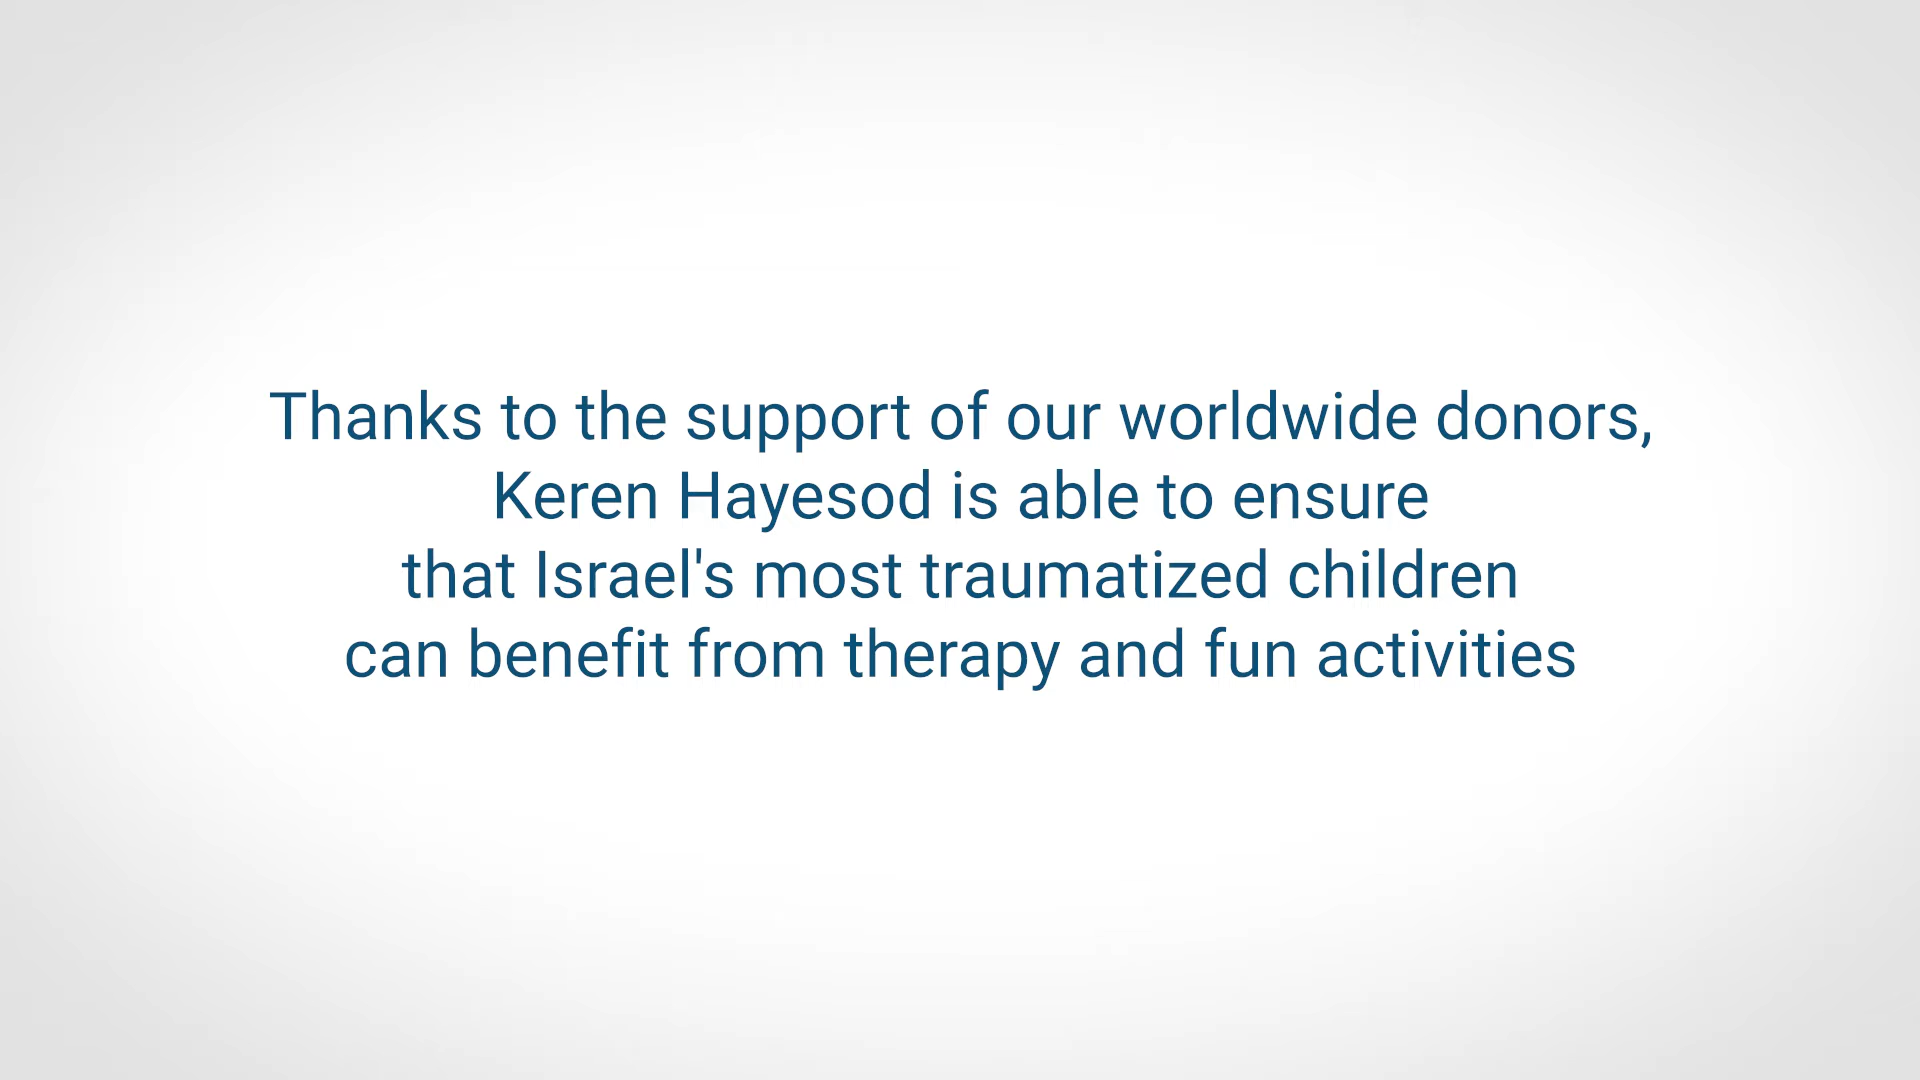 Thanks to the support of our worldwide donors,
Keren Hayesod is able to ensure
that Israel's most traumatized children
can benefit from therapy and fun activities